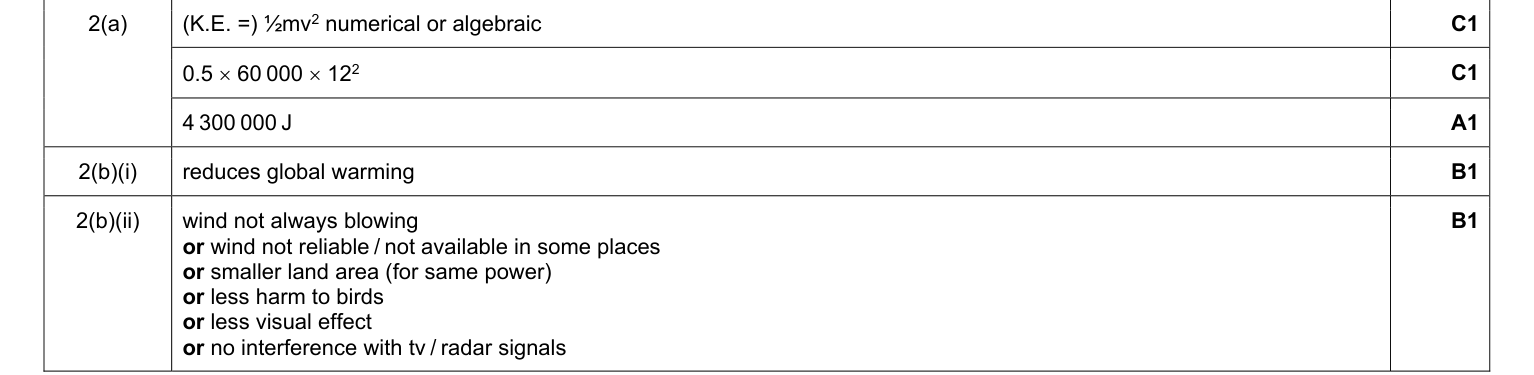 2(a) (K.E. =) ½mv² numerical or algebraic C1
0.5 × 60 000 × 12² C1
4 300 000 J A1
2(b)(i) reduces global warming B1
2(b)(ii) wind not always blowing B1
or wind not reliable / not available in some places
or smaller land area (for same power)
or less harm to birds
or less visual effect
or no interference with tv / radar signals